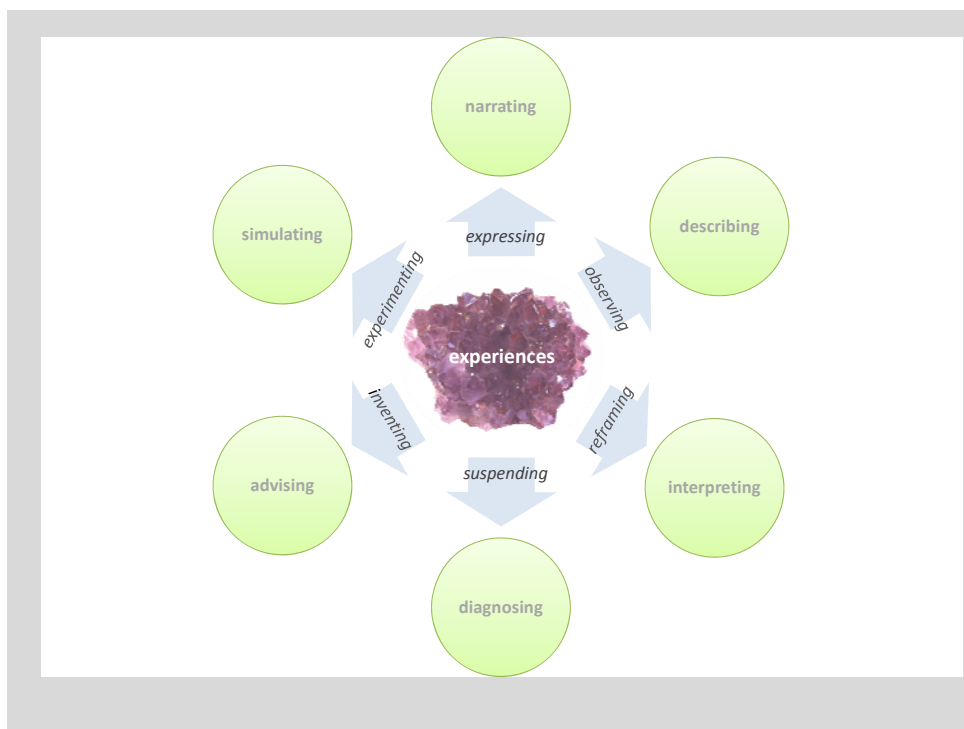 narrating
simulating
describing
expressing
experimenting
observing
experiences
inventing
reframing
suspending
advising
interpreting
diagnosing